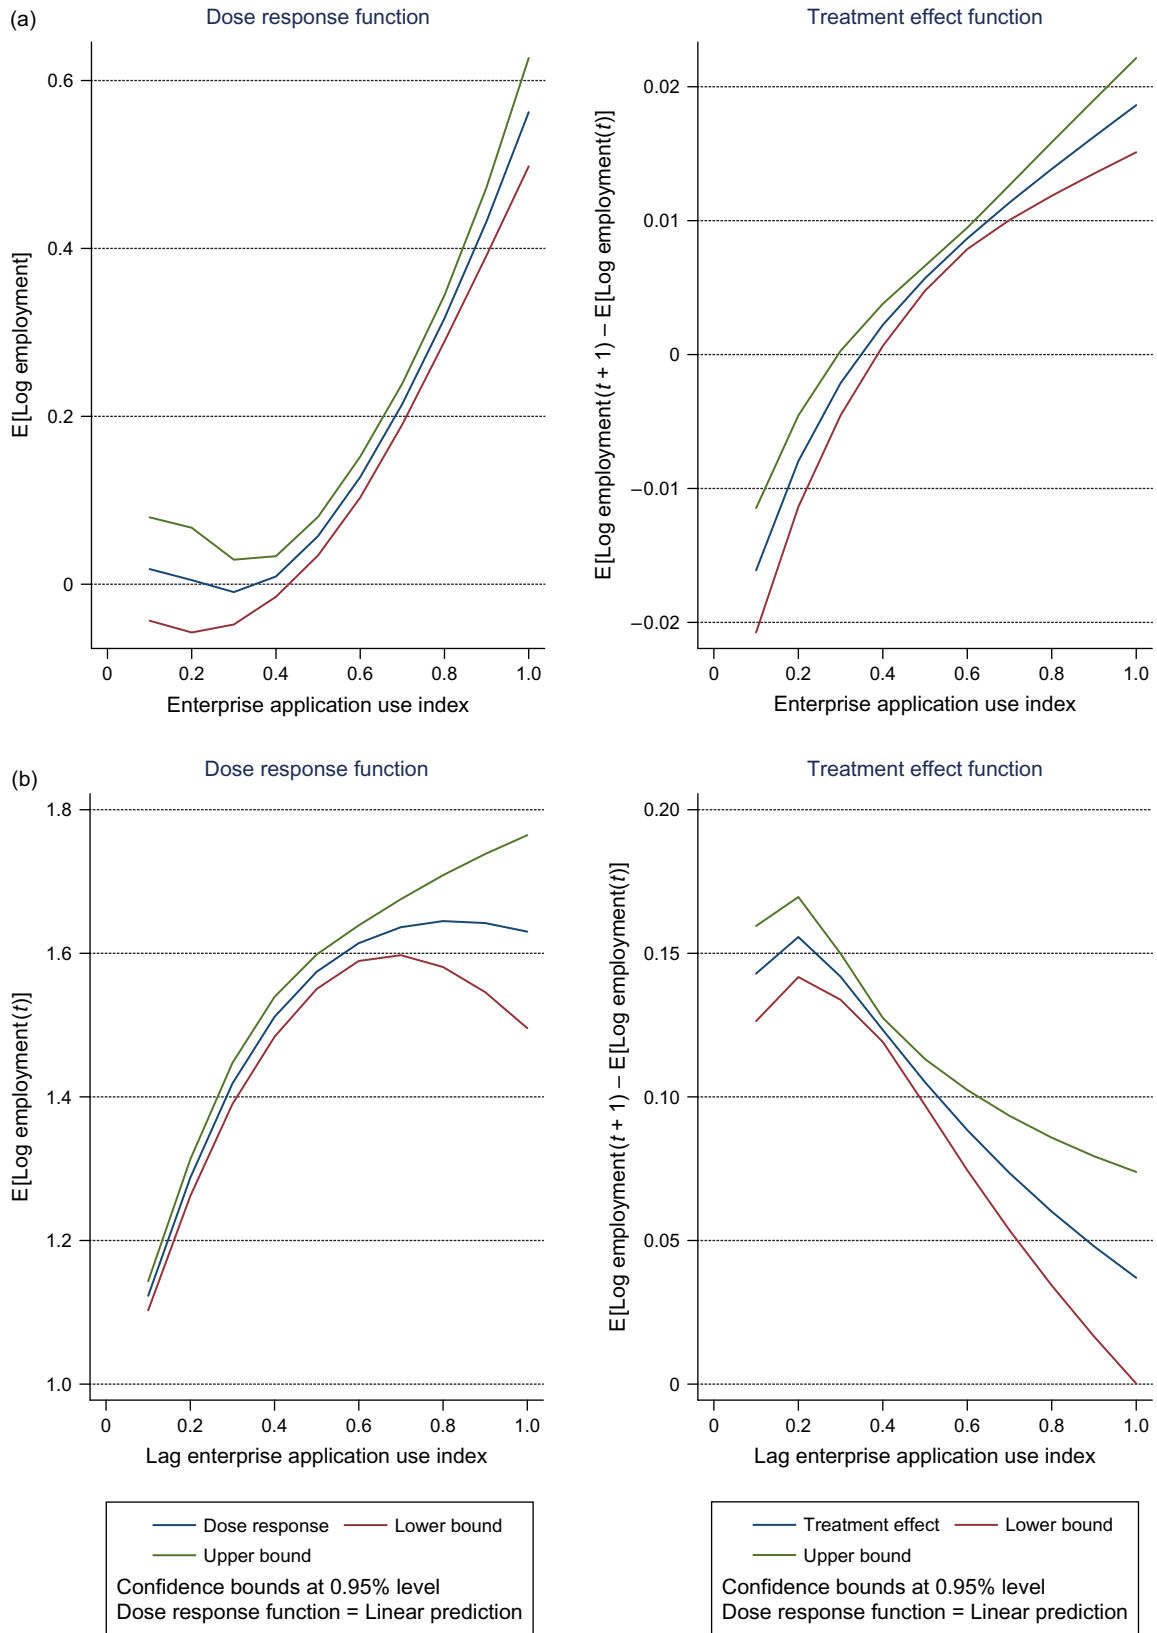 (a)
Dose response function
E[Log employment]
0.6
0.4
0.2
0
0 0.2 0.4 0.6 0.8 1.0
Enterprise application use index
Treatment effect function
E[Log employment(t + 1) – E[Log employment(t)]
0.02
0.01
0
–0.01
–0.02
0 0.2 0.4 0.6 0.8 1.0
Enterprise application use index
(b)
Dose response function
E[Log employment(t)]
1.8
1.6
1.4
1.2
1.0
0 0.2 0.4 0.6 0.8 1.0
Lag enterprise application use index
Treatment effect function
E[Log employment(t + 1) – E[Log employment(t)]
0.20
0.15
0.10
0.05
0
0 0.2 0.4 0.6 0.8 1.0
Lag enterprise application use index
Dose response Lower bound
Upper bound
Confidence bounds at 0.95% level
Dose response function = Linear prediction
Treatment effect Lower bound
Upper bound
Confidence bounds at 0.95% level
Dose response function = Linear prediction